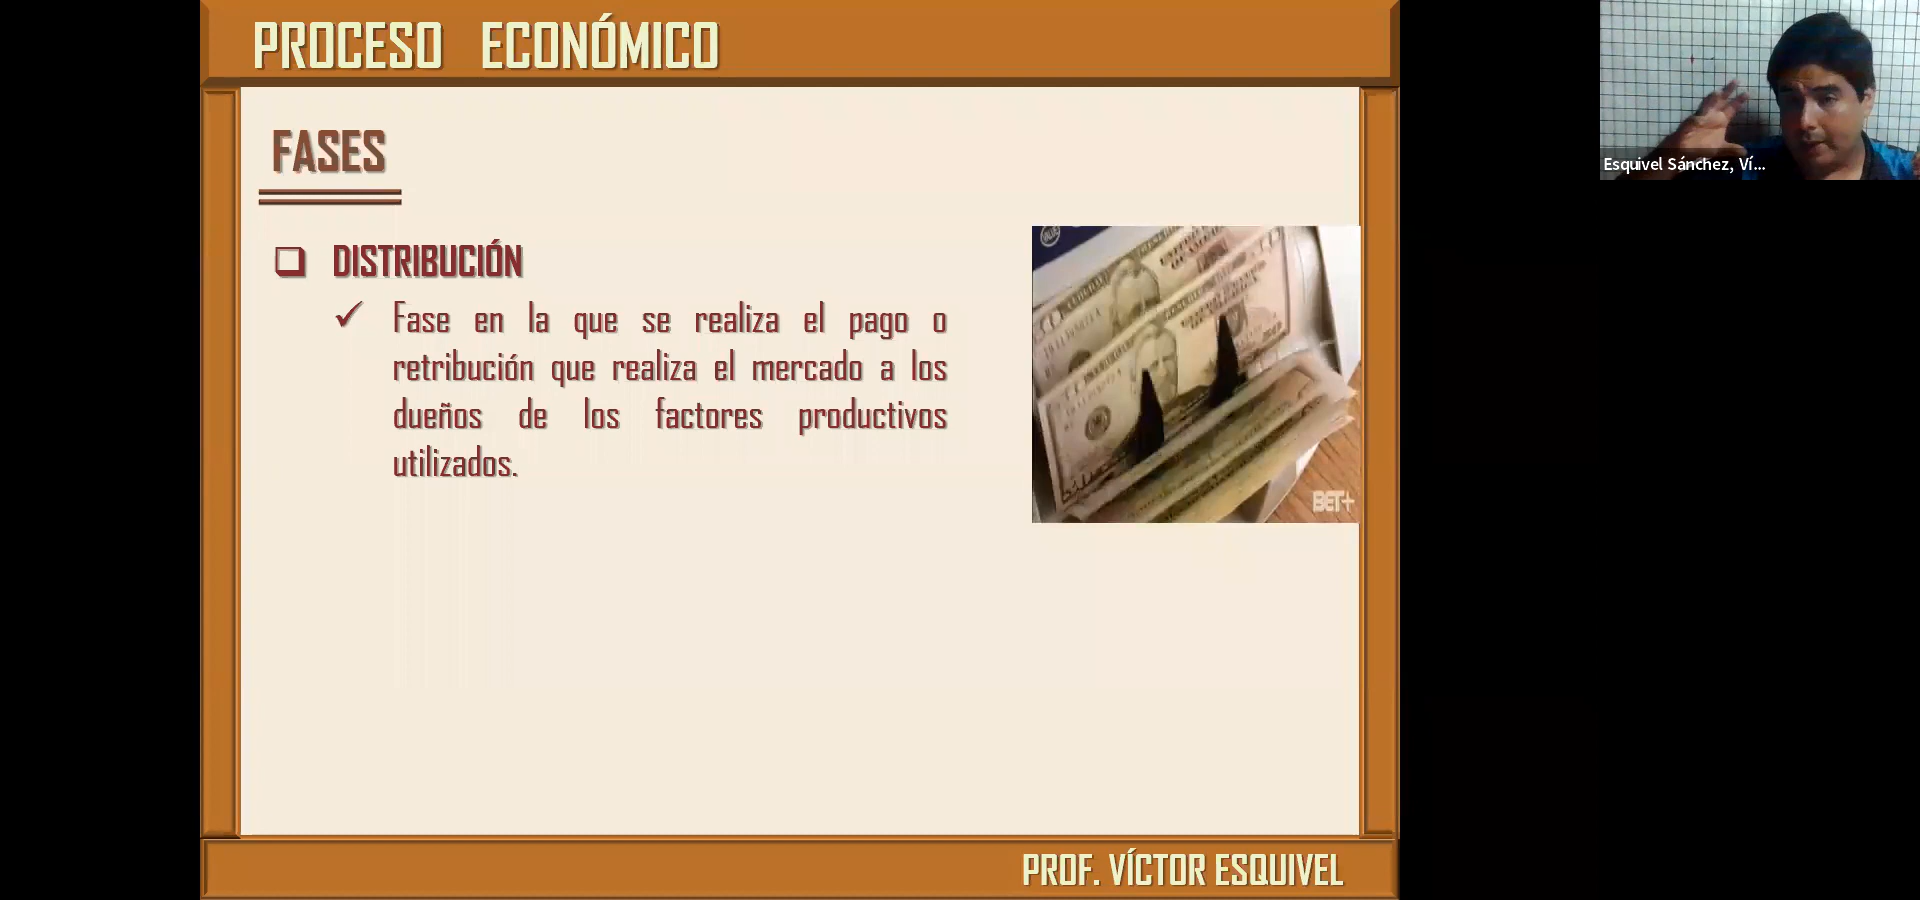 PROCESO ECONÓMICO
Esquivel Sánchez, Ví...
FASES
DISTRIBUCIÓN
Fase en la que se realiza el pago o
retribución que realiza el mercado a los
dueños de los factores productivos
utilizados.
BET+
PROF. VÍCTOR ESQUIVEL